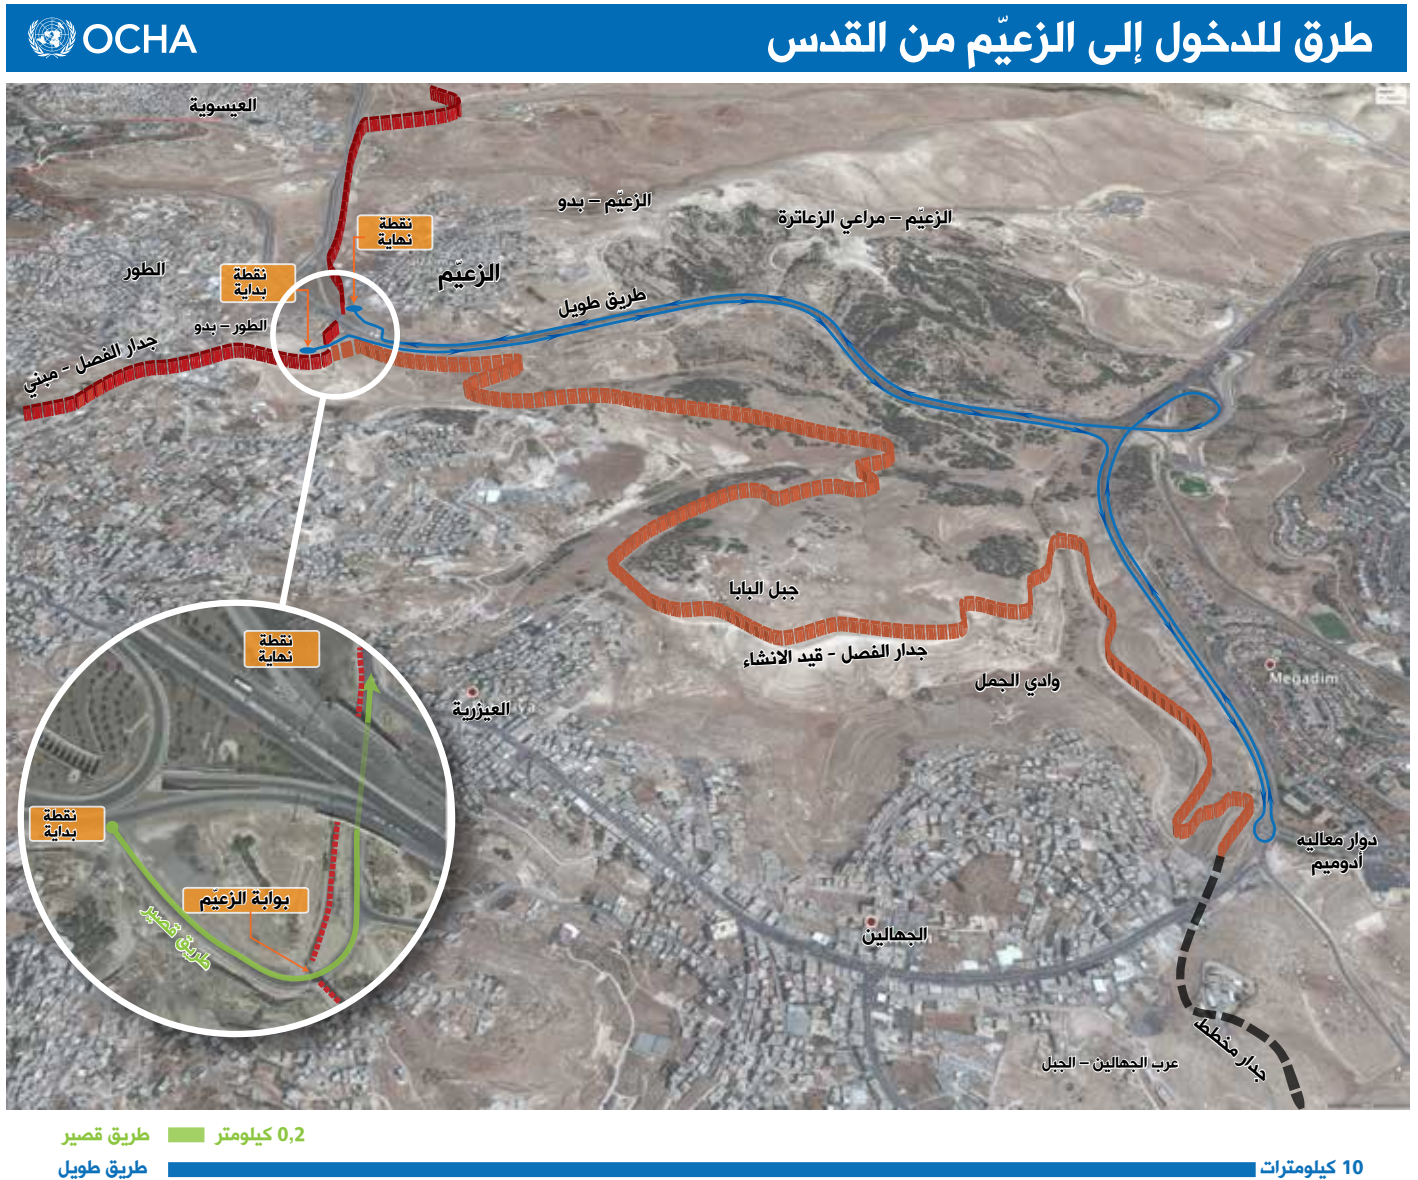 طرق للدخول إلى الزعيّم من القدس
OCHA
العيسوية
الزعيّم – بدو
الزعيّم – مراعي الزعاترة
نقطة
نهاية
الطور
نقطة
بداية
الزعيّم
طريق طويل
الطور – بدو
جدار الفصل - مبني
جبل البابا
جدار الفصل - قيد الانشاء
وادي الجمل
Megadim
العيزرية
نقطة
نهاية
نقطة
بداية
بوابة الزعيّم
طريق قصير
دوار معاليه
أدوميم
الجهالين
جدار مخطط
عرب الجهالين – الجبل
طريق قصير
0,2 كيلومتر
طريق طويل
10 كيلومترات